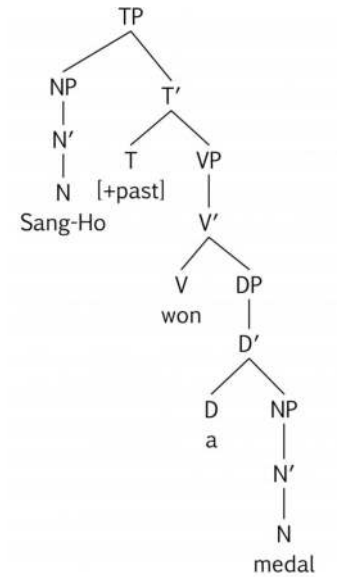 TP
NP T′
N′ T VP
N [+past]
Sang-Ho V′
V DP
won
D′
D NP
a
N′
N
medal